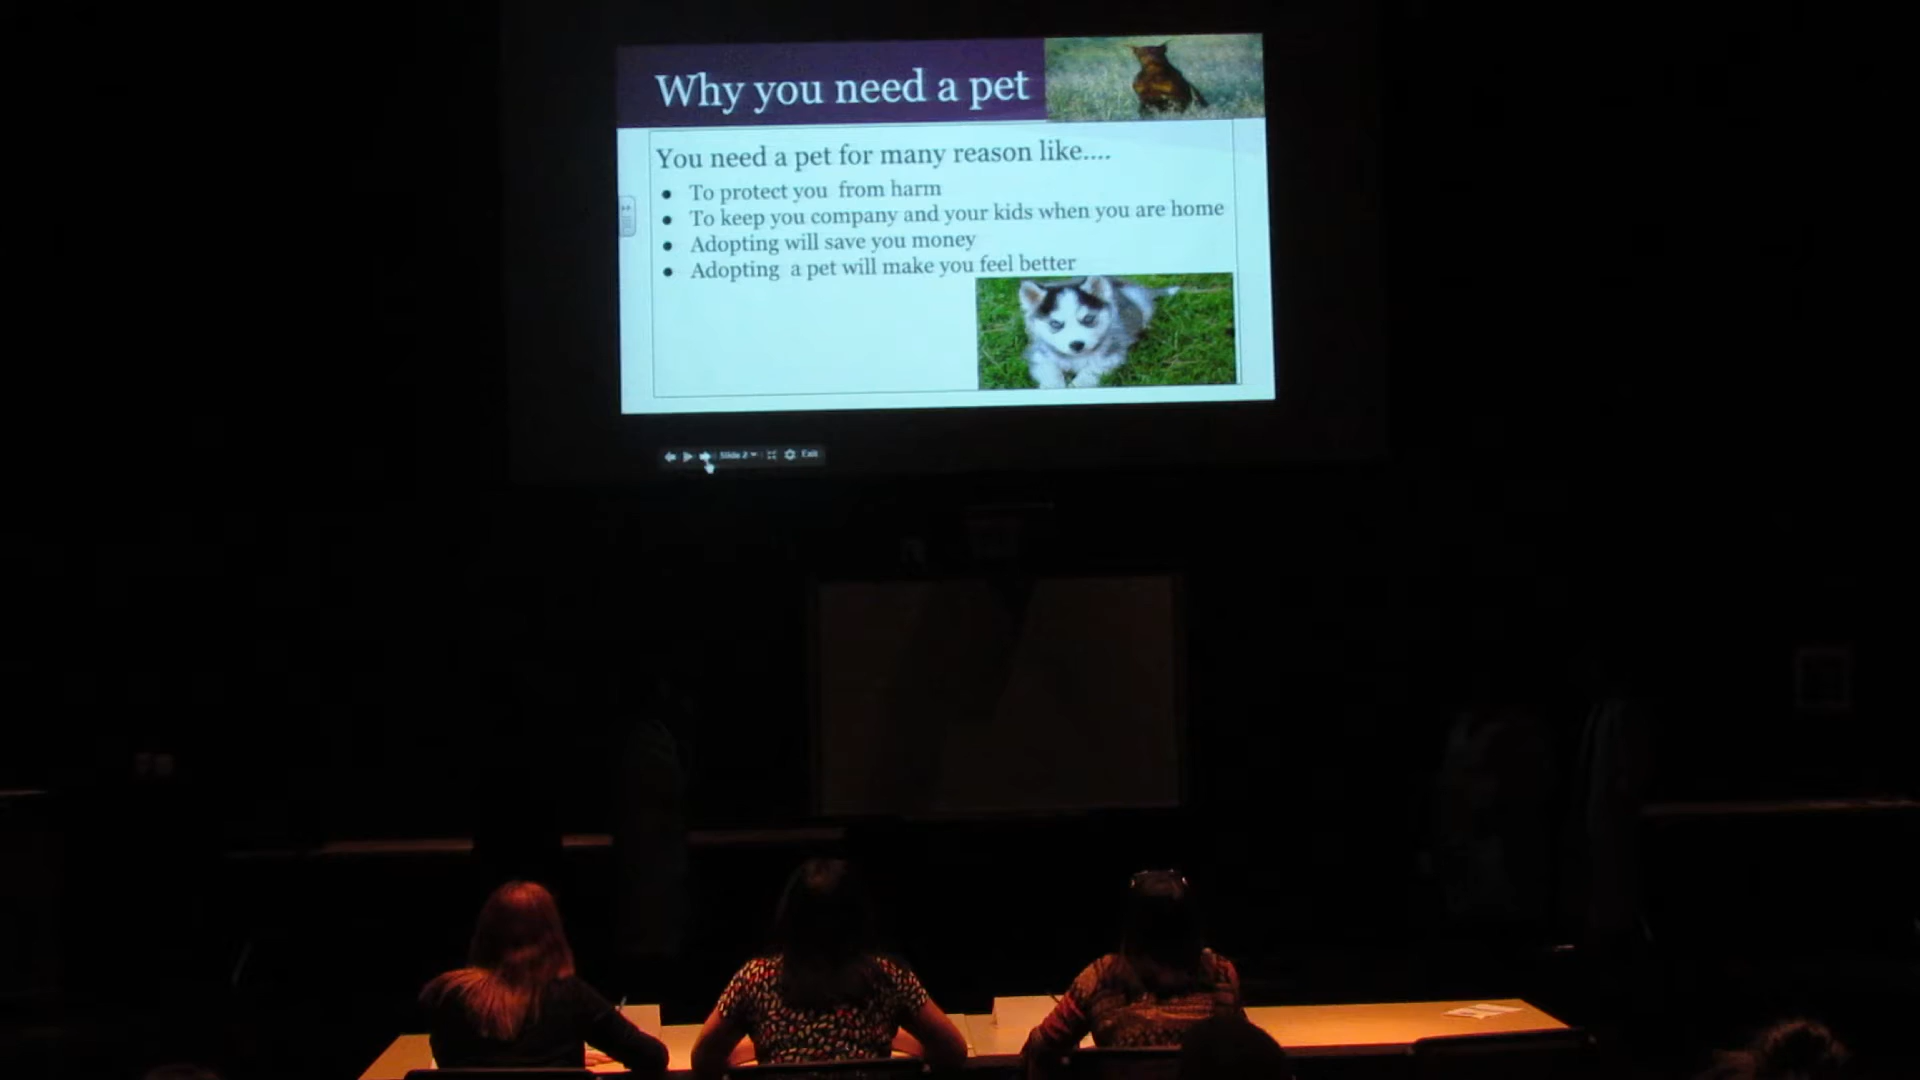 Why you need a pet
You need a pet for many reason like....
To protect you from harm
To keep you company and your kids when you are home
Adopting will save you money
Adopting a pet will make you feel better
Slide 2
Exit